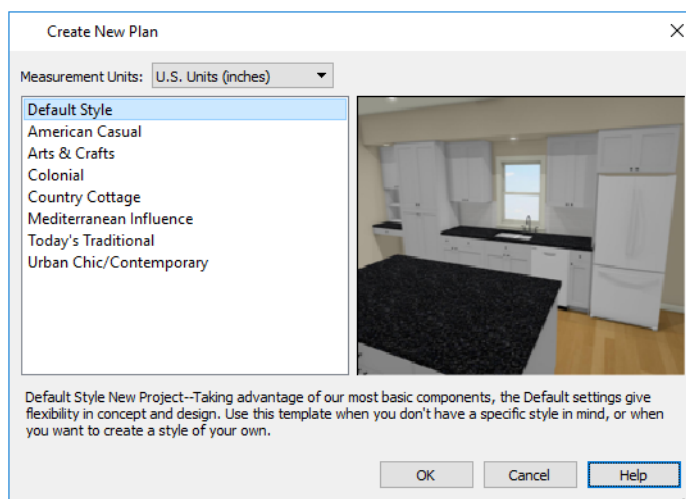 Create New Plan
Measurement Units: U.S. Units (inches)
Default Style
American Casual
Arts & Crafts
Colonial
Country Cottage
Mediterranean Influence
Today's Traditional
Urban Chic/Contemporary
Default Style New Project--Taking advantage of our most basic components, the Default settings give
flexibility in concept and design. Use this template when you don't have a specific style in mind, or when
you want to create a style of your own.
OK Cancel Help